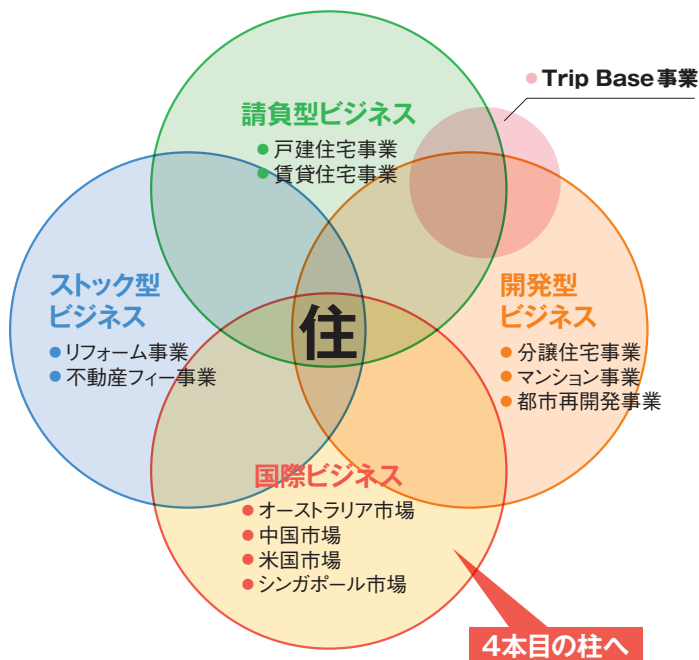 ● Trip Base事業
請負型ビジネス
● 戸建住宅事業
● 賃貸住宅事業
ストック型
ビジネス
● リフォーム事業
● 不動産フィー事業
住
開発型
ビジネス
● 分譲住宅事業
● マンション事業
● 都市再開発事業
国際ビジネス
● オーストラリア市場
● 中国市場
● 米国市場
● シンガポール市場
4本目の柱へ